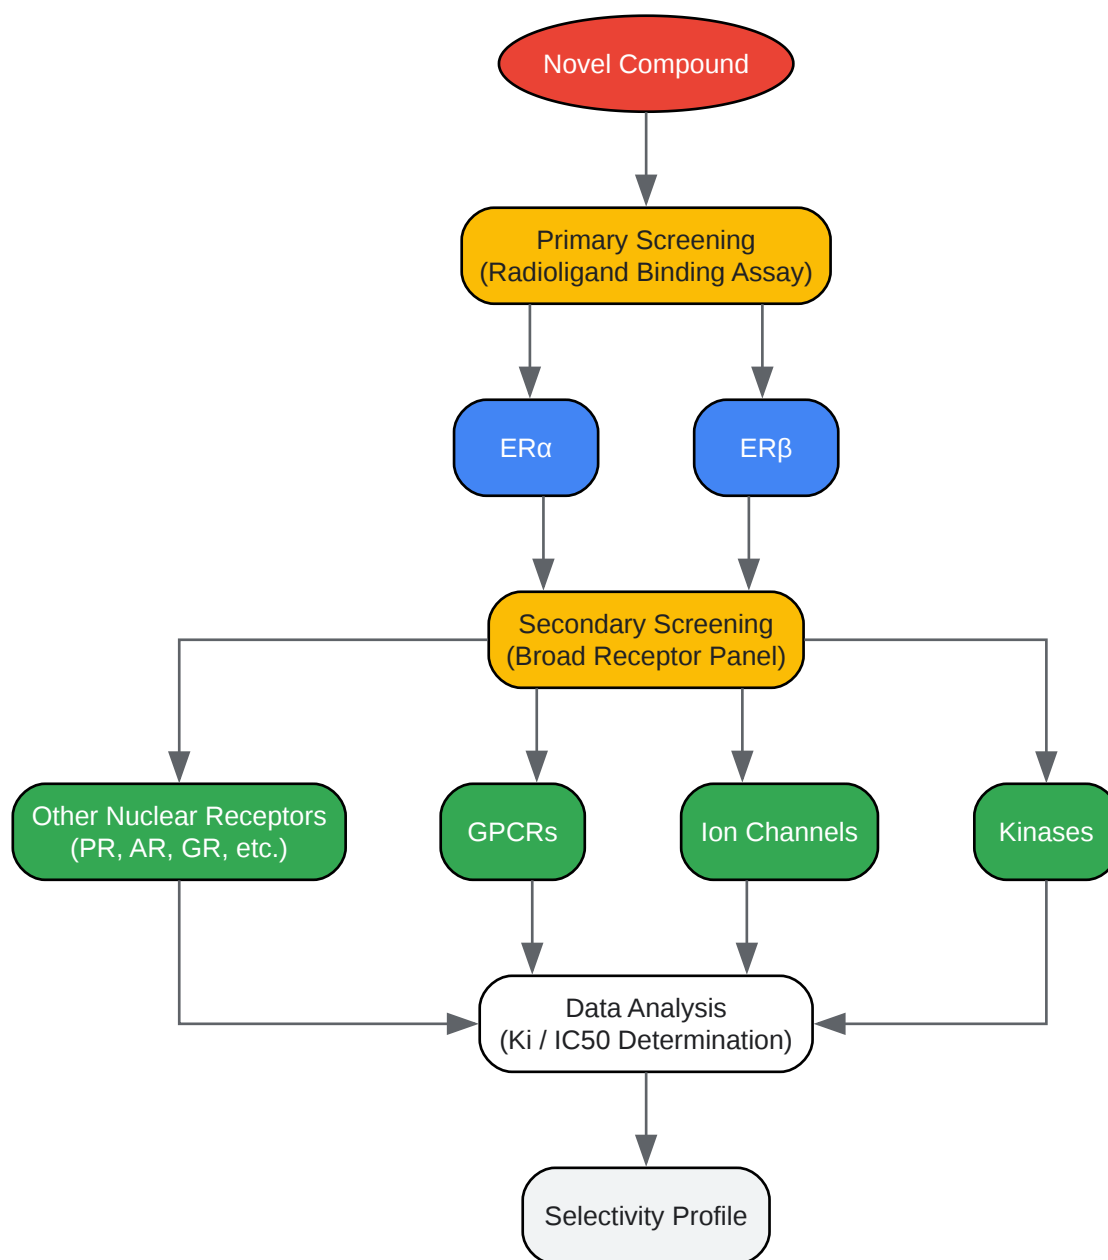 Novel Compound
Primary Screening
(Radioligand Binding Assay)
ERα
ERβ
Secondary Screening
(Broad Receptor Panel)
Other Nuclear Receptors
(PR, AR, GR, etc.)
GPCRs
Ion Channels
Kinases
Data Analysis
(Ki / IC50 Determination)
Selectivity Profile